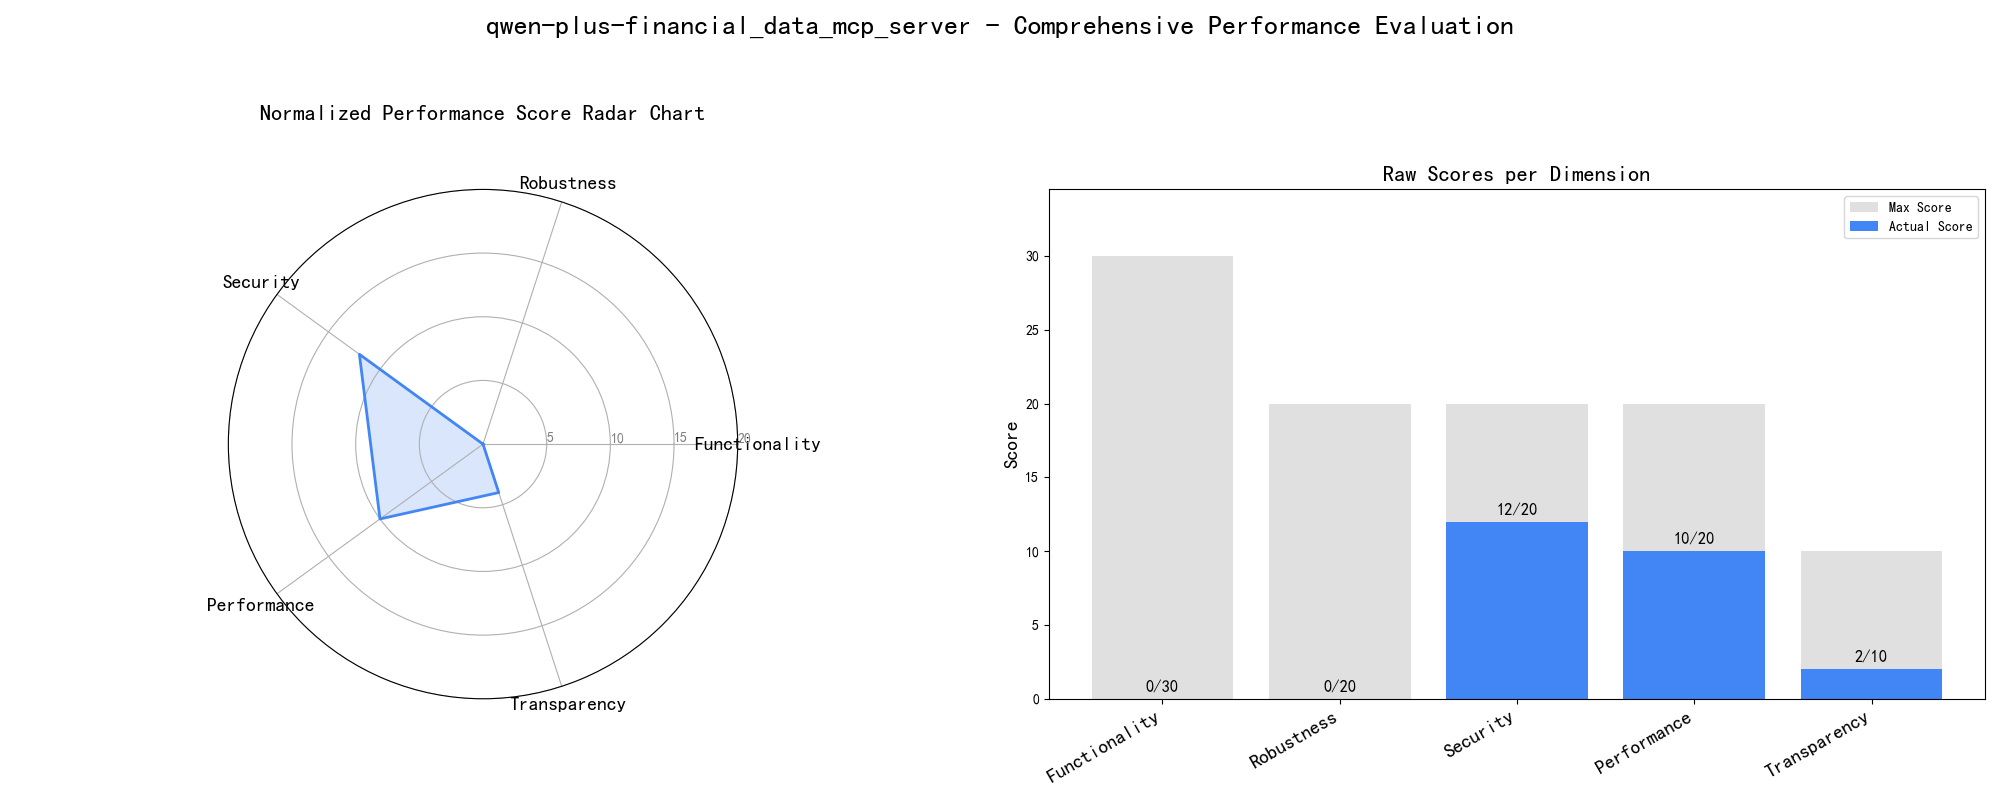 qwen-plus-financial_data_mcp_server - Comprehensive Performance Evaluation
Normalized Performance Score Radar Chart
Robustness
Security
Functionality
Performance
Transparency
5
10
15
20
Raw Scores per Dimension
Max Score
Actual Score
Score
30
25
20
15
10
5
0
0/30
0/20
12/20
10/20
2/10
Functionality
Robustness
Security
Performance
Transparency